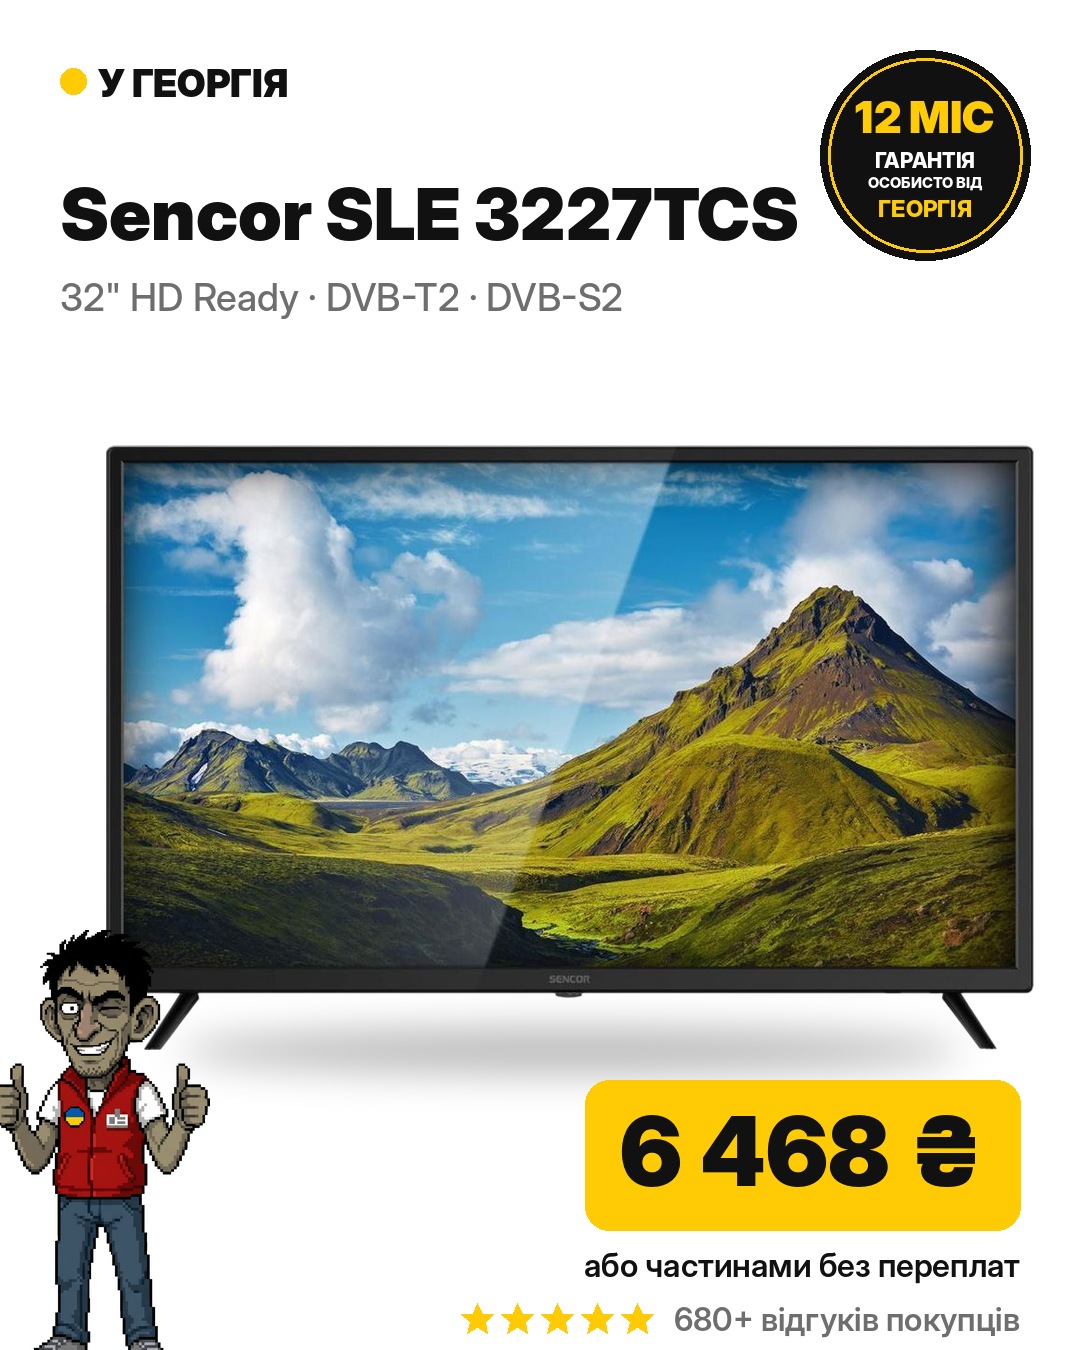 У ГЕОРГІЯ
12 МІС
ГАРАНТІЯ
ОСОБИСТО ВІД
ГЕОРГІЯ
Sencor SLE 3227TCS
32" HD Ready · DVB-T2 · DVB-S2
SENCOR
6 468 ₴
або частинами без переплат
680+ відгуків покупців